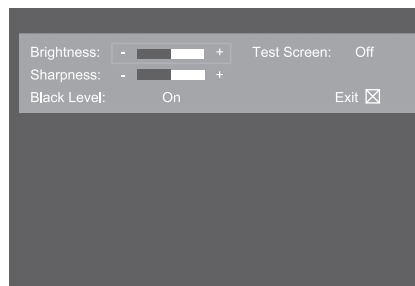 Brightness: - + Test Screen: Off
Sharpness: - +
Black Level: On Exit